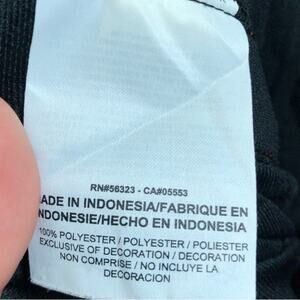 RN#56323 - CA#05553
ADE IN INDONESIA/FABRIQUE EN
NDONESIE/HECHO EN INDONESIA
100% POLYESTER / POLYESTER / POLIESTER
EXCLUSIVE OF DECORATION / DECORATION
NON COMPRISE / NO INCLUYE LA
DECORACION